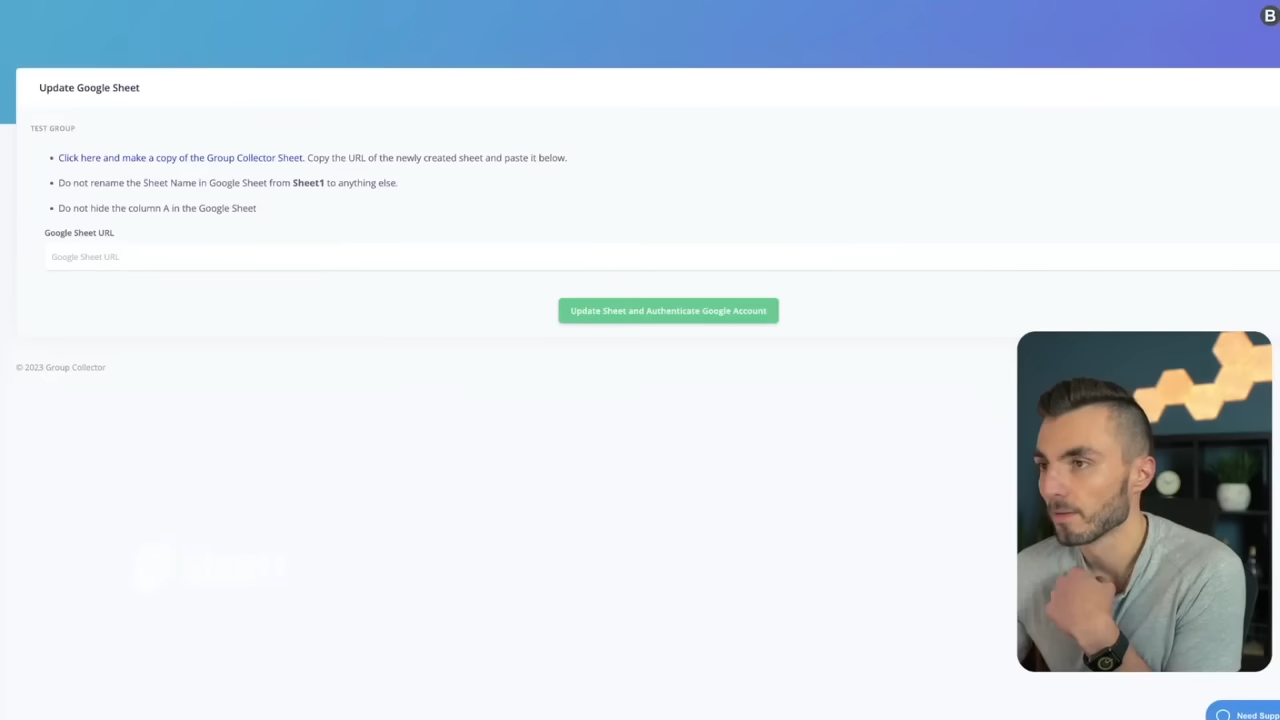 B
Update Google Sheet
TEST GROUP
• Click here and make a copy of the Group Collector Sheet. Copy the URL of the newly created sheet and paste it below.
• Do not rename the Sheet Name in Google Sheet from Sheet1 to anything else.
• Do not hide the column A in the Google Sheet
Google Sheet URL
Google Sheet URL
Update Sheet and Authenticate Google Account
© 2023 Group Collector
Need Supp